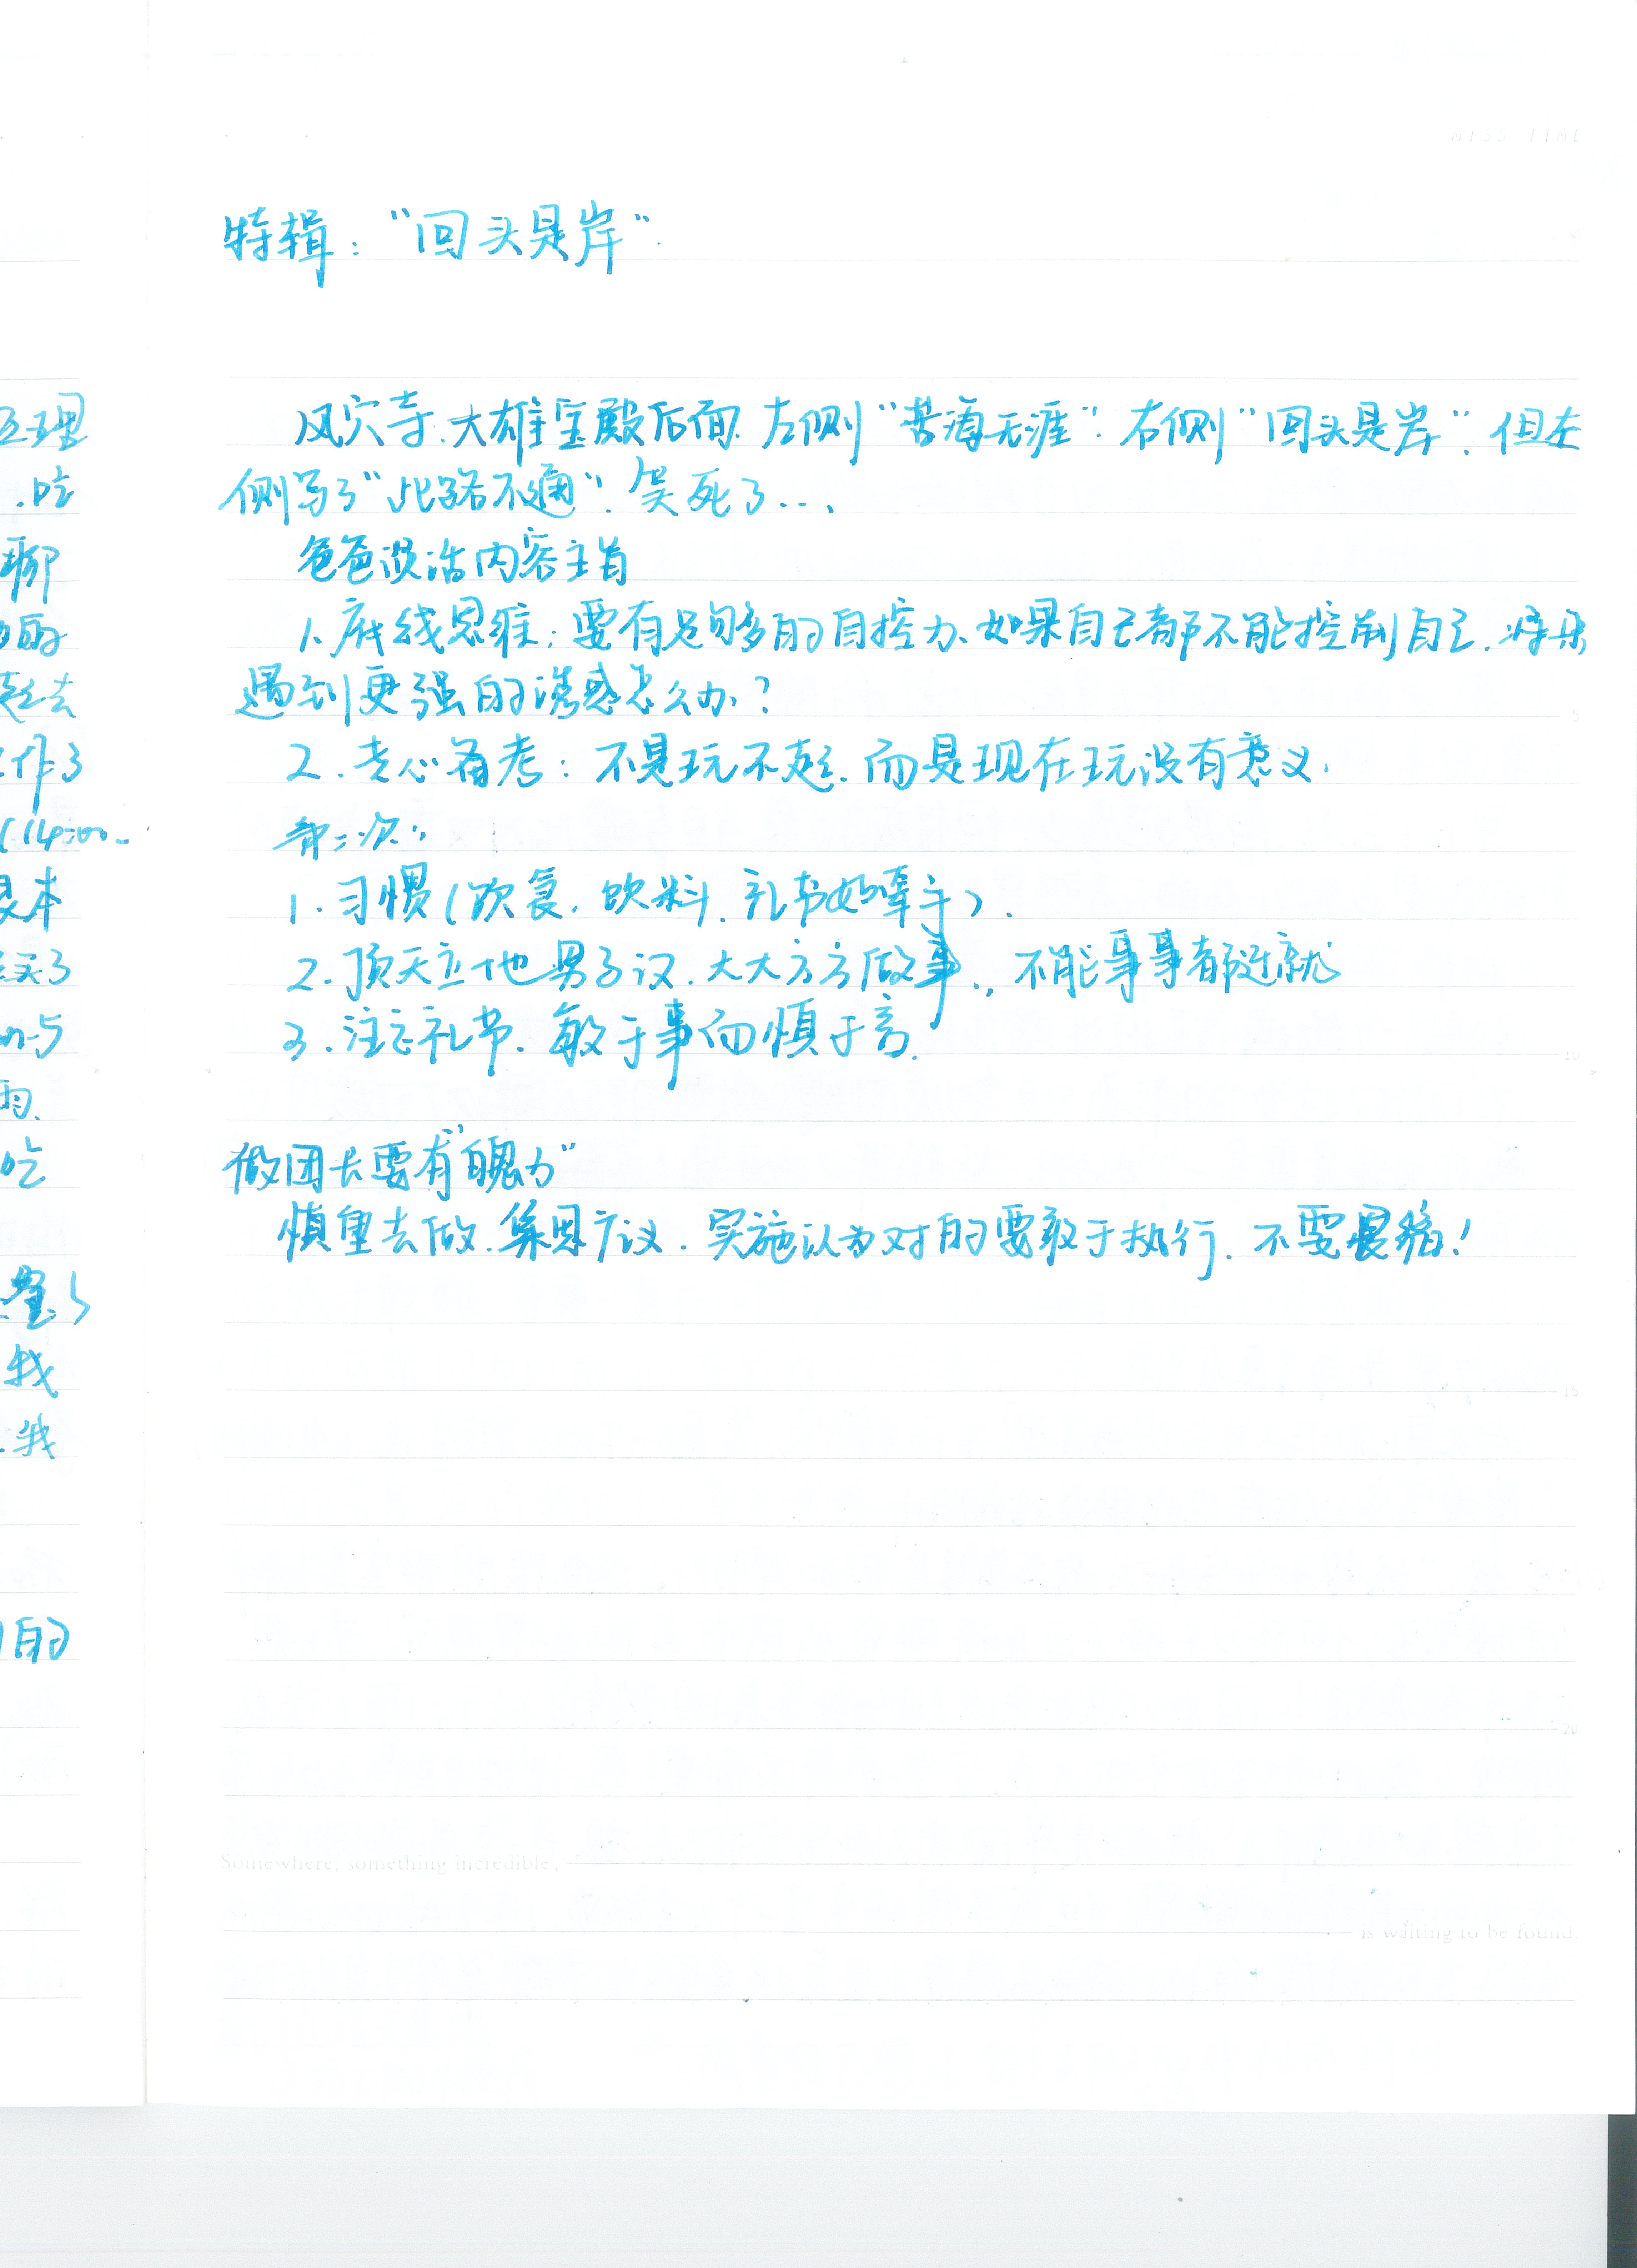 MISS TIME
特辑：“回头是岸”
风穴寺、大雄宝殿后面、左侧“苦海无涯”、右侧“回头是岸”，但左
侧写了“此路不通”，笑死了...
爸爸谈话内容主旨
1、底线思维：要有足够多的自控力、如果自己都不能控制自己，将来
遇到更强的诱惑怎么办？
2、专心备考：不是玩不起，而是现在玩没有意义，
第二次：
1、习惯（饮食，饮料、
2、顶天立地男子汉，大大方方做事，不能事事都迁就
3、注意礼节、敏于事而慎于言
做团长要有“魄力”
慎重去做、集思广议、实施认为对的要敢于执行、不要畏缩！
Somewhere, something incredible,
is waiting to be found.
立理
.吃
聊
的
起去
作了
(14:00-
本
买了
雨
吃
我
.我
的
5
10
15
20